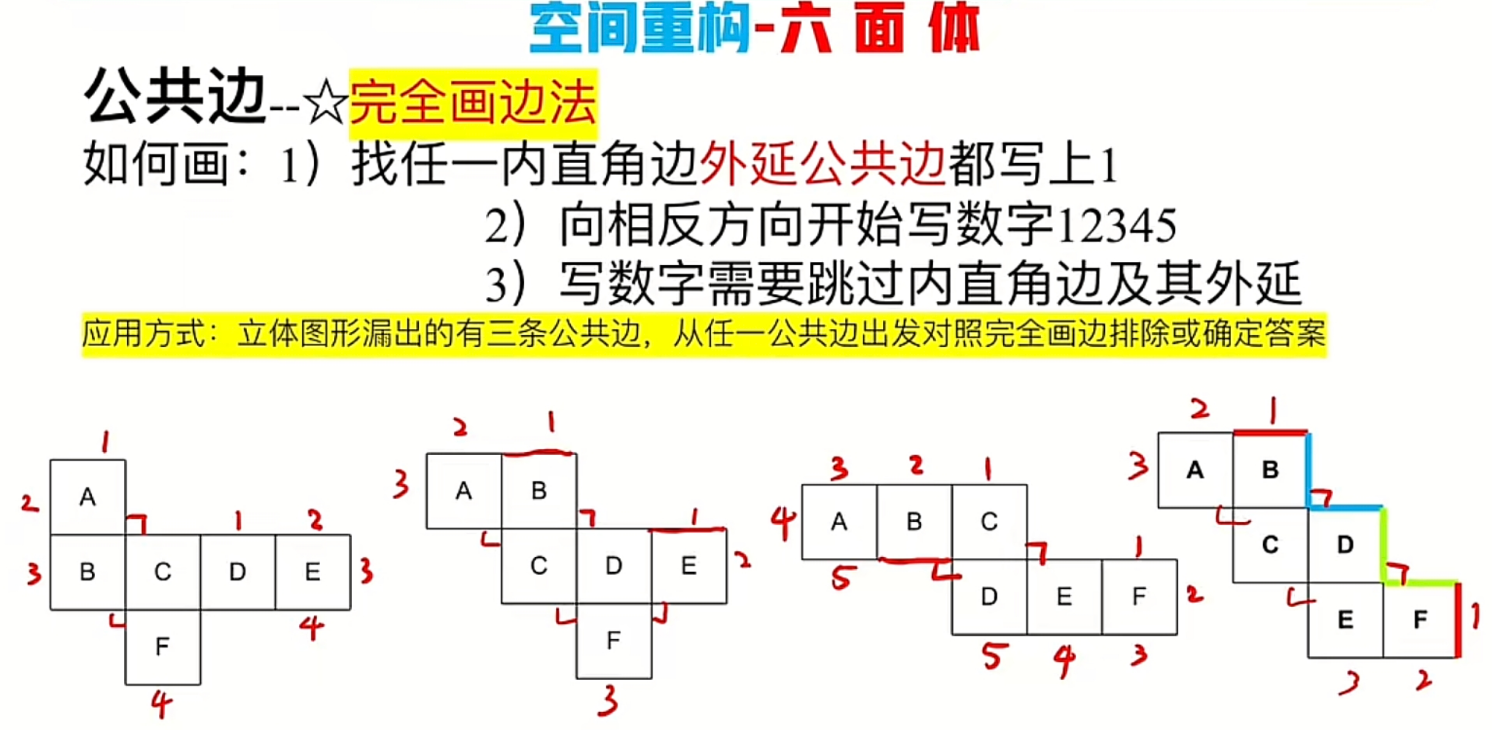 空间重构-六面体
公共边--☆完全画边法
如何画：1）找任一内直角边外延公共边都写上1
2）向相反方向开始写数字12345
3）写数字需要跳过内直角边及其外延
应用方式：立体图形漏出的有三条公共边，从任一公共边出发对照完全画边排除或确定答案
1
2 A
1 2
3 B C D E 3
4
F
4
2 1
3 A B
1
C D E 2
F
3
3 2 1
4 A B C
5
1
D E F 2
5 4 3
2 1
3 A B
C D
E F 1
3 2